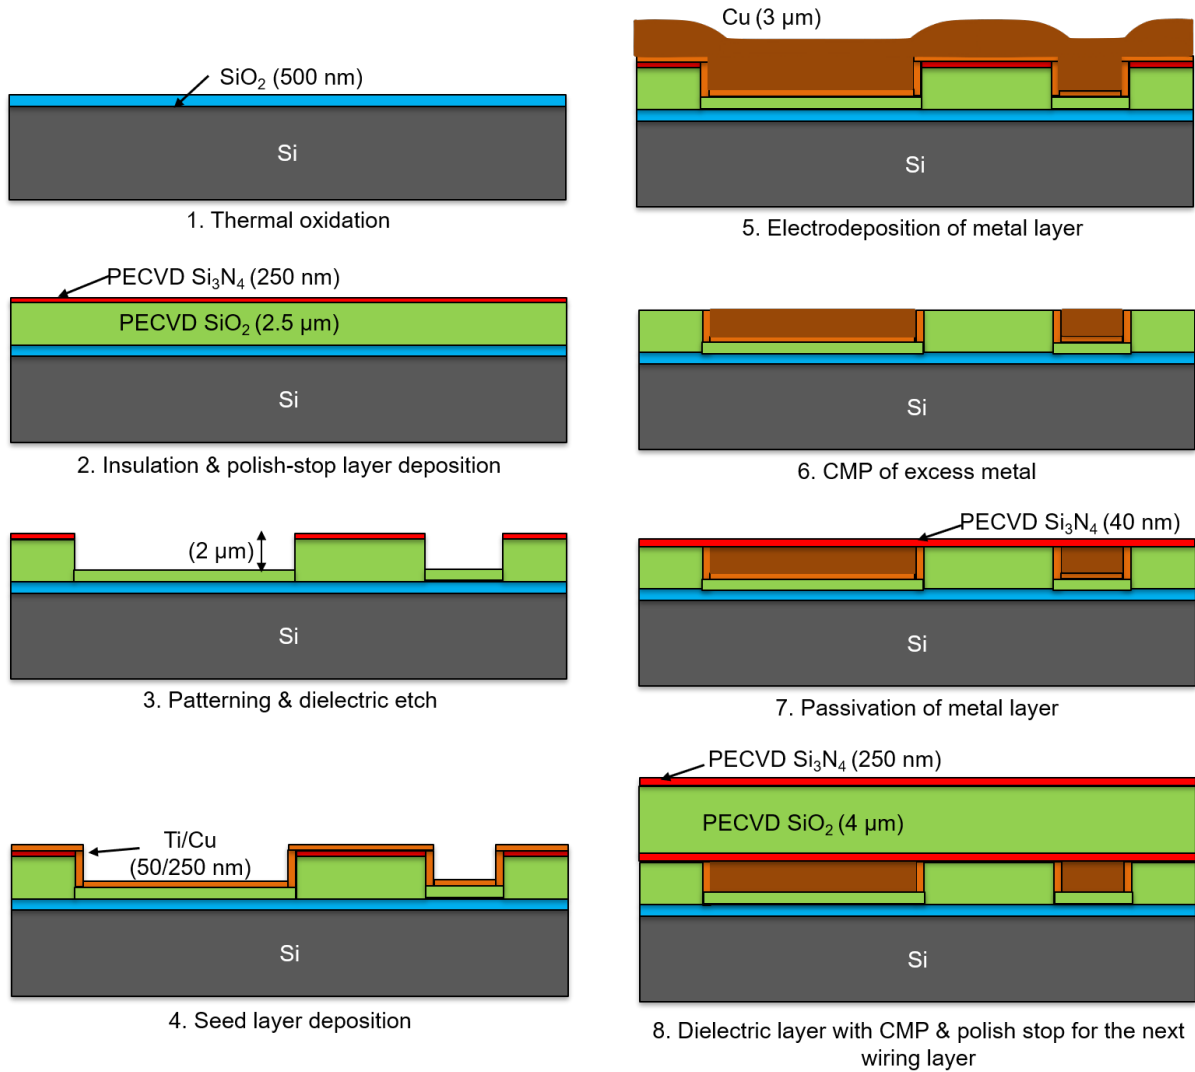 SiO₂ (500 nm)
Si
1. Thermal oxidation
PECVD Si₃N₄ (250 nm)
PECVD SiO₂ (2.5 µm)
Si
2. Insulation & polish-stop layer deposition
(2 µm)
Si
3. Patterning & dielectric etch
Ti/Cu
(50/250 nm)
Si
4. Seed layer deposition
Cu (3 µm)
Si
5. Electrodeposition of metal layer
Si
6. CMP of excess metal
PECVD Si₃N₄ (40 nm)
Si
7. Passivation of metal layer
PECVD Si₃N₄ (250 nm)
PECVD SiO₂ (4 µm)
Si
8. Dielectric layer with CMP & polish stop for the next
wiring layer